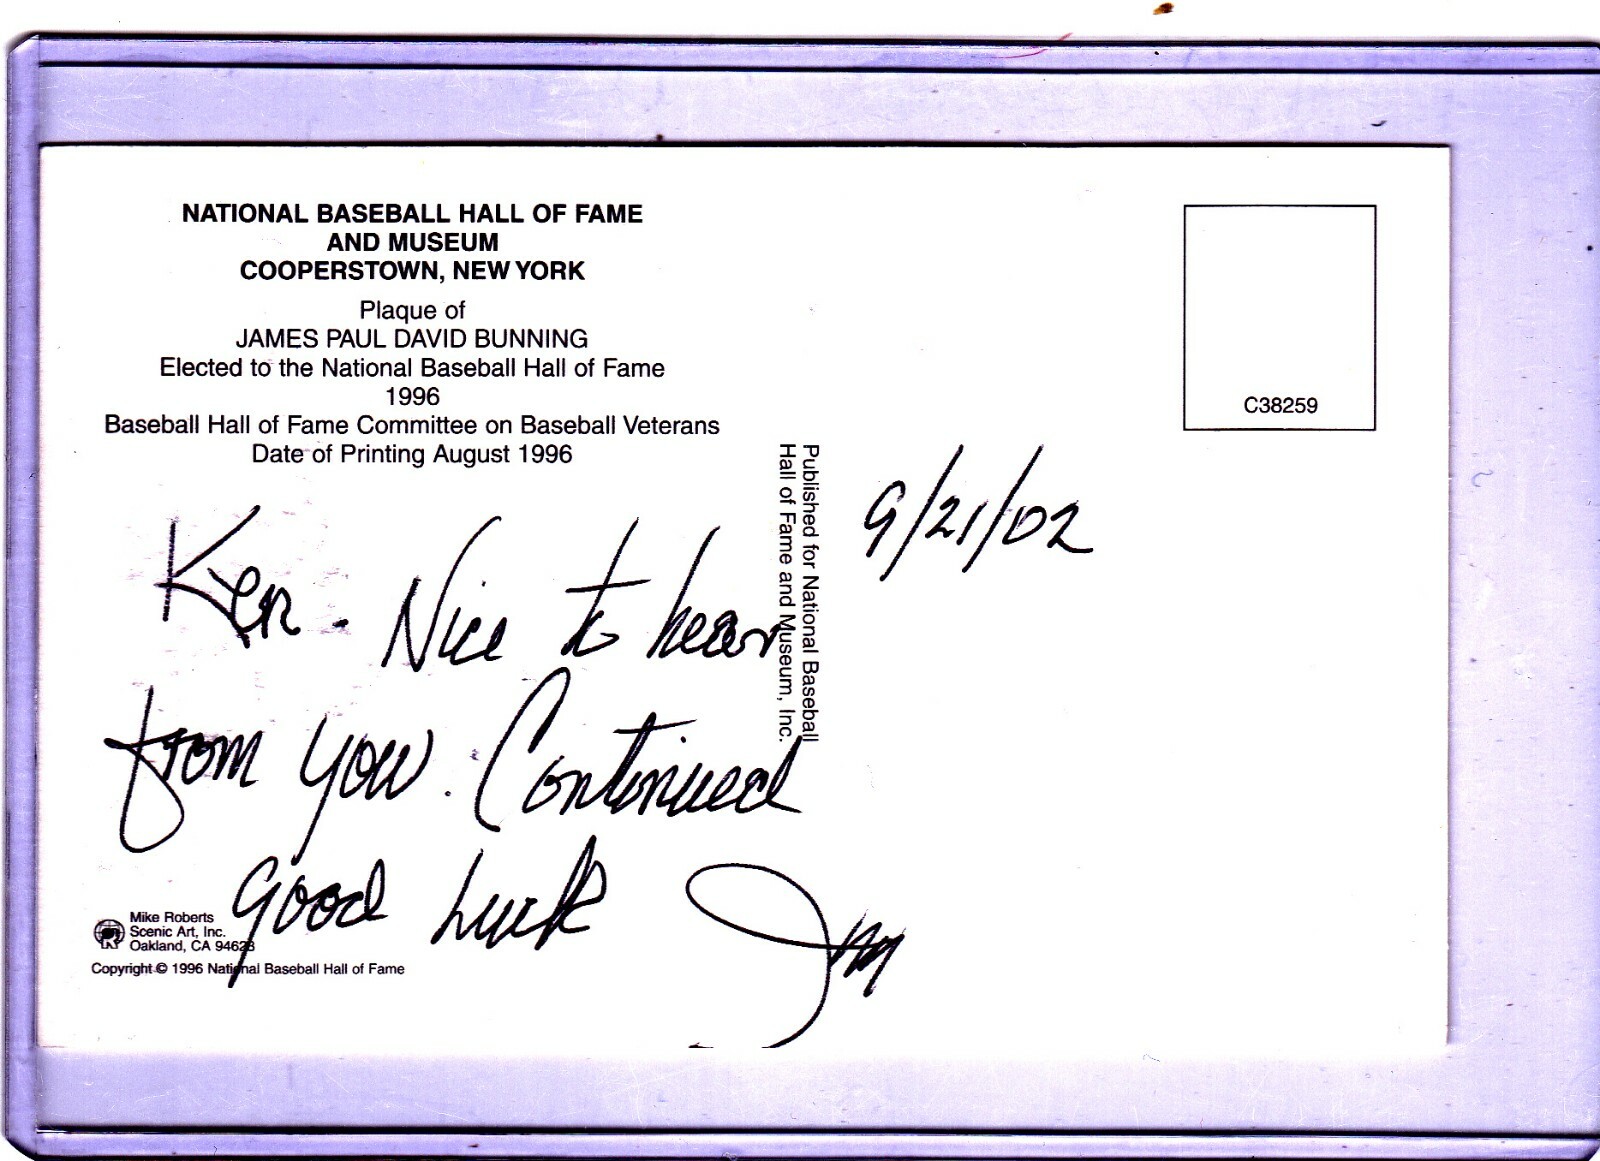 NATIONAL BASEBALL HALL OF FAME
AND MUSEUM
COOPERSTOWN, NEW YORK
Plaque of
JAMES PAUL DAVID BUNNING
Elected to the National Baseball Hall of Fame
1996
Baseball Hall of Fame Committee on Baseball Veterans
Date of Printing August 1996
Ken. Nice to hear
from you. Continued
Good Luck Jim
Mike Roberts
Scenic Art, Inc.
Oakland, CA 94623
Copyright © 1996 National Baseball Hall of Fame
Published for National Baseball
Hall of Fame and Museum, Inc.
C38259
9/21/02